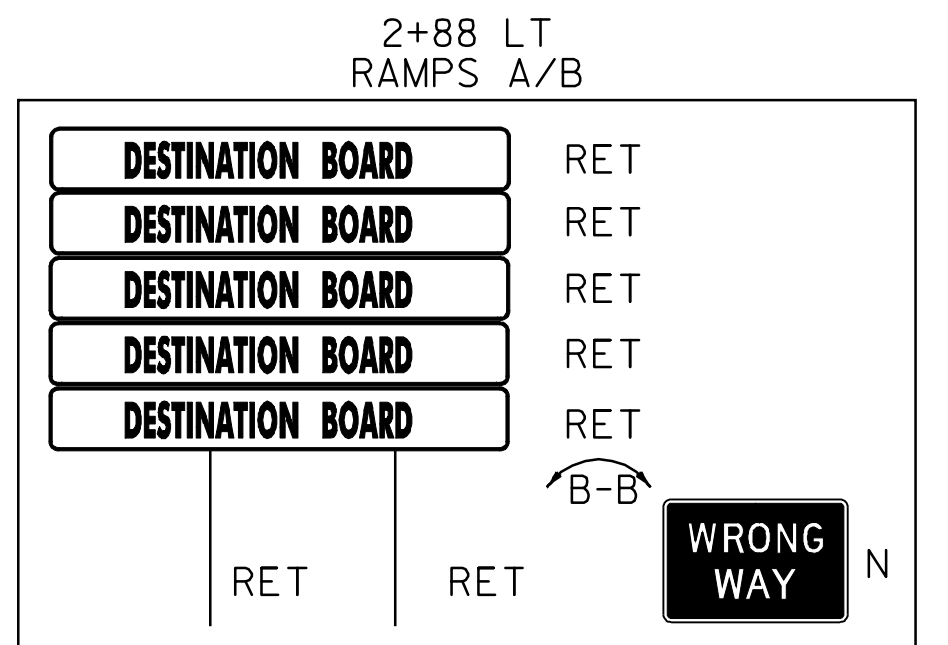 2+88 LT
RAMPS A/B
DESTINATION BOARD RET
DESTINATION BOARD RET
DESTINATION BOARD RET
DESTINATION BOARD RET
DESTINATION BOARD RET
B-B
WRONG
WAY
N
RET RET